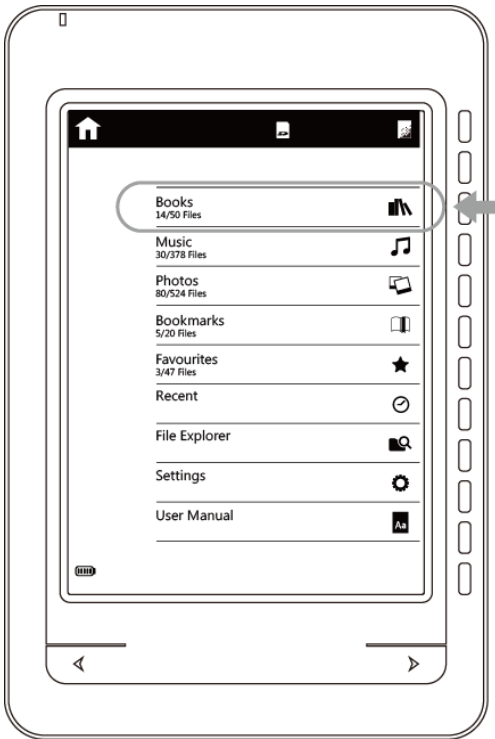 Books
14/50 Files
Music
30/378 Files
Photos
80/524 Files
Bookmarks
5/20 Files
Favourites
3/47 Files
Recent
File Explorer
Settings
User Manual
Aa